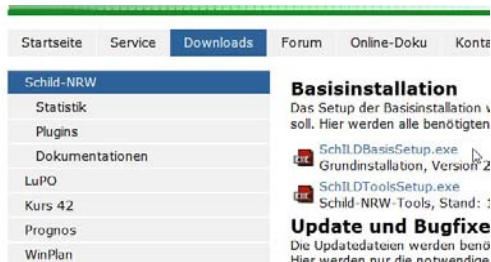 Startseite Service Downloads Forum Online-Doku
Schild-NRW
Statistik
Plugins
Dokumentationen
LuPO
Kurs 42
Prognos
WinPlan
Basisinstallation
Das Setup der Basisinstallation
soll. Hier werden alle benötigten
SchILDBasisSetup.exe
Grundinstallation, Version 2
SchILDToolsSetup.exe
Schild-NRW-Tools, Stand: 1
Update und Bugfixe
Die Updatedateien werden benö
Hier werden nur die notwendige